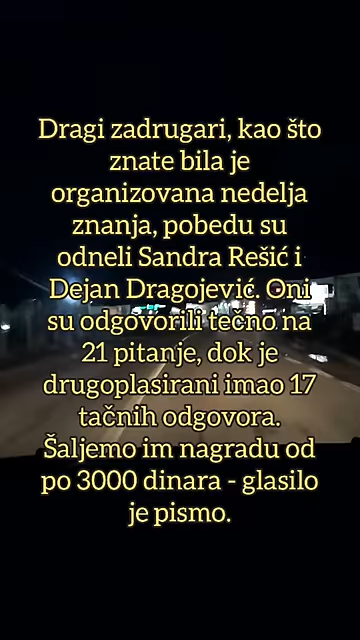 Dragi zadrugari, kao što
znate bila je
organizovana nedelja
znanja, pobedu su
odneli Sandra Rešić i
Dejan Dragojević. Oni
su odgovorili tečno na
21 pitanje, dok je
drugoplasirani imao 17
tačnih odgovora.
Šaljemo im nagradu od
po 3000 dinara - glasilo
je pismo.